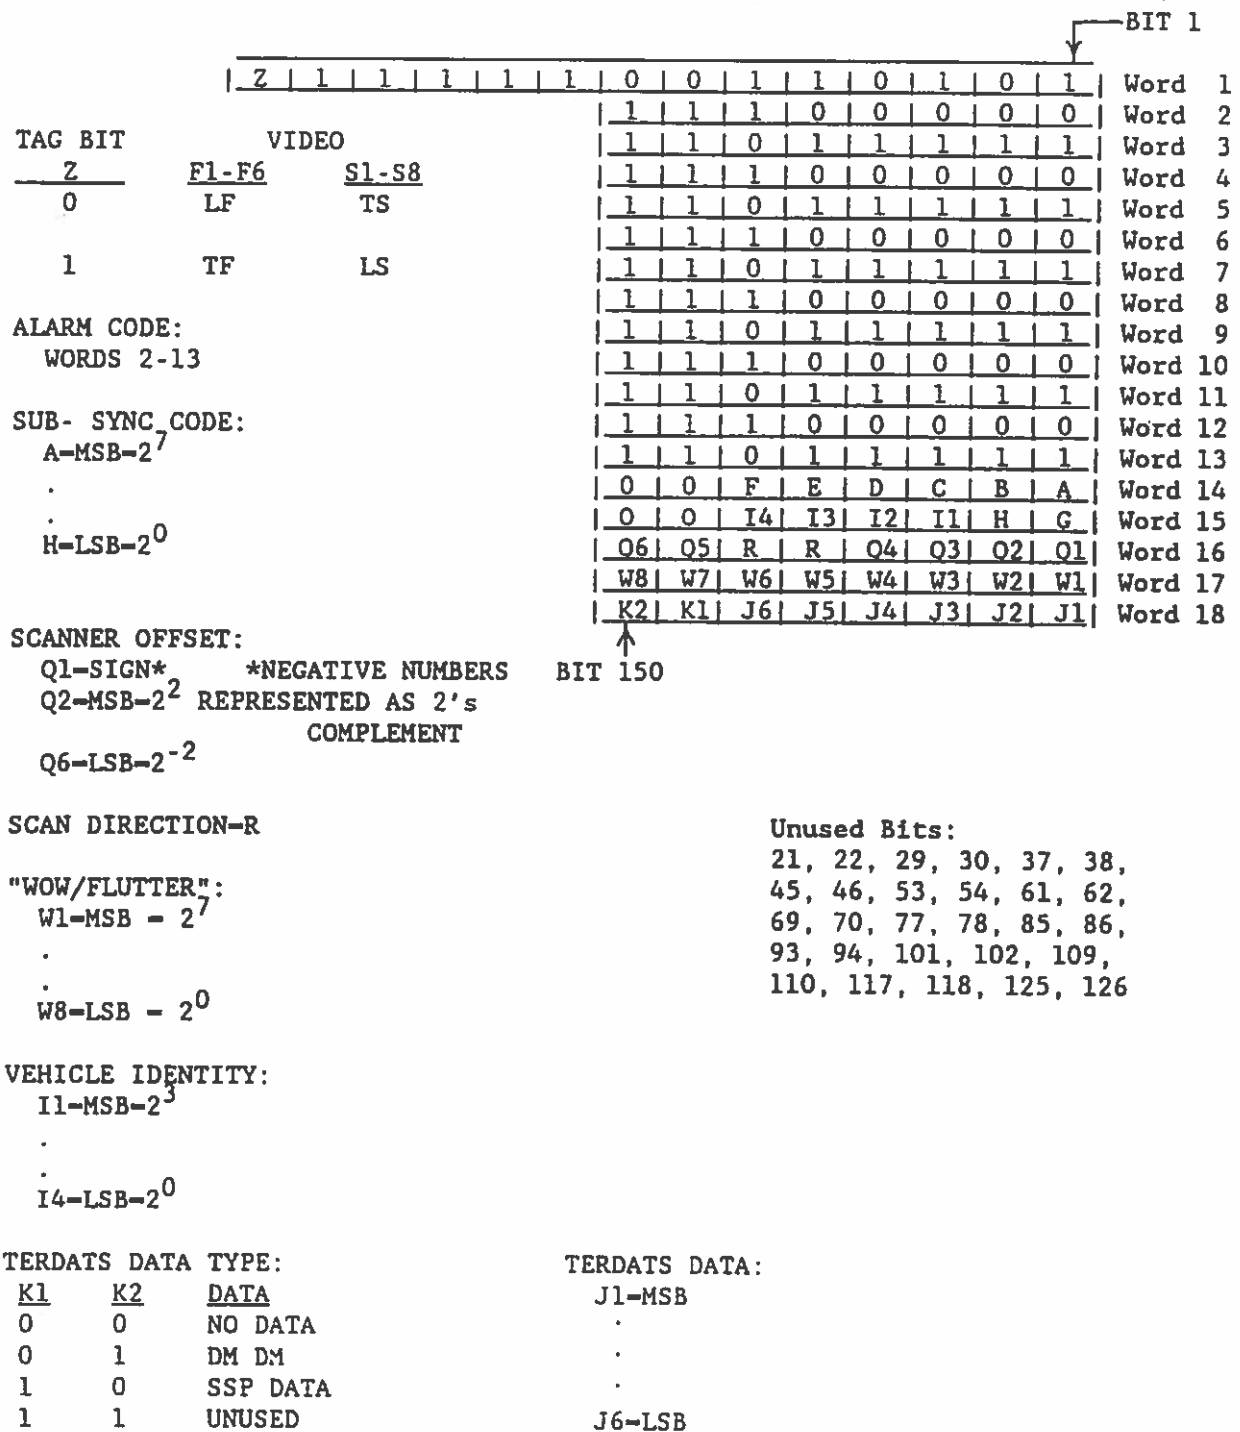 BIT 1
| Z | 1 | 1 | 1 | 1 | 1 | 0 | 0 | 1 | 1 | 0 | 1 | 0 | 1 | Word 1
| 1 | 1 | 1 | 0 | 0 | 0 | 0 | 0 | Word 2
TAG BIT VIDEO | 1 | 1 | 0 | 1 | 1 | 1 | 1 | 1 | Word 3
Z F1-F6 S1-S8 | 1 | 1 | 1 | 0 | 0 | 0 | 0 | 0 | Word 4
0 LF TS | 1 | 1 | 0 | 1 | 1 | 1 | 1 | 1 | Word 5
| 1 | 1 | 1 | 0 | 0 | 0 | 0 | 0 | Word 6
1 TF LS | 1 | 1 | 0 | 1 | 1 | 1 | 1 | 1 | Word 7
| 1 | 1 | 1 | 0 | 0 | 0 | 0 | 0 | Word 8
ALARM CODE: | 1 | 1 | 0 | 1 | 1 | 1 | 1 | 1 | Word 9
WORDS 2-13 | 1 | 1 | 1 | 0 | 0 | 0 | 0 | 0 | Word 10
| 1 | 1 | 0 | 1 | 1 | 1 | 1 | 1 | Word 11
SUB- SYNC CODE: | 1 | 1 | 1 | 0 | 0 | 0 | 0 | 0 | Word 12
A-MSB-2^7 | 1 | 1 | 0 | 1 | 1 | 1 | 1 | 1 | Word 13
. | 0 | 0 | F | E | D | C | B | A | Word 14
. | 0 | 0 | I4 | I3 | I2 | I1 | H | G | Word 15
H-LSB-2^0 | Q6 | Q5 | R | R | Q4 | Q3 | Q2 | Q1 | Word 16
| W8 | W7 | W6 | W5 | W4 | W3 | W2 | W1 | Word 17
| K2 | K1 | J6 | J5 | J4 | J3 | J2 | J1 | Word 18
SCANNER OFFSET:
Q1-SIGN* *NEGATIVE NUMBERS BIT 150
Q2-MSB-2^2 REPRESENTED AS 2's
COMPLEMENT
Q6-LSB-2^-2
SCAN DIRECTION-R
"WOW/FLUTTER":
W1-MSB - 2^7
.
.
W8-LSB - 2^0
Unused Bits:
21, 22, 29, 30, 37, 38,
45, 46, 53, 54, 61, 62,
69, 70, 77, 78, 85, 86,
93, 94, 101, 102, 109,
110, 117, 118, 125, 126
VEHICLE IDENTITY:
I1-MSB-2^3
.
.
I4-LSB-2^0
TERDATS DATA TYPE:
K1 K2 DATA
0 0 NO DATA
0 1 DM DM
1 0 SSP DATA
1 1 UNUSED
TERDATS DATA:
J1-MSB
.
.
.
J6-LSB